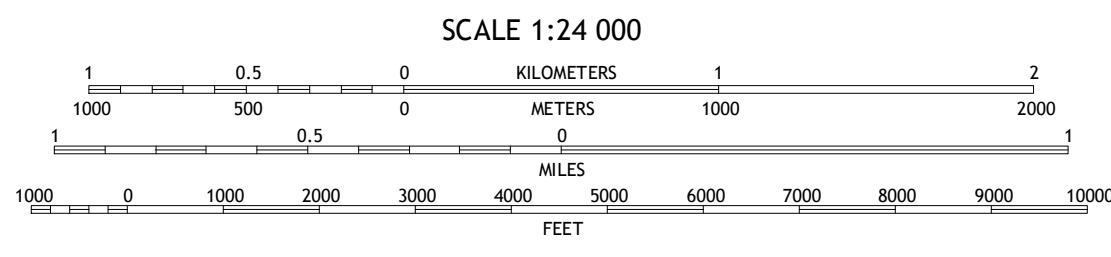 SCALE 1:24 000
1 0.5 0 KILOMETERS 1 2
1000 500 0 METERS 1000 2000
1 0.5 0 1
MILES
1000 0 1000 2000 3000 4000 5000 6000 7000 8000 9000 10000
FEET